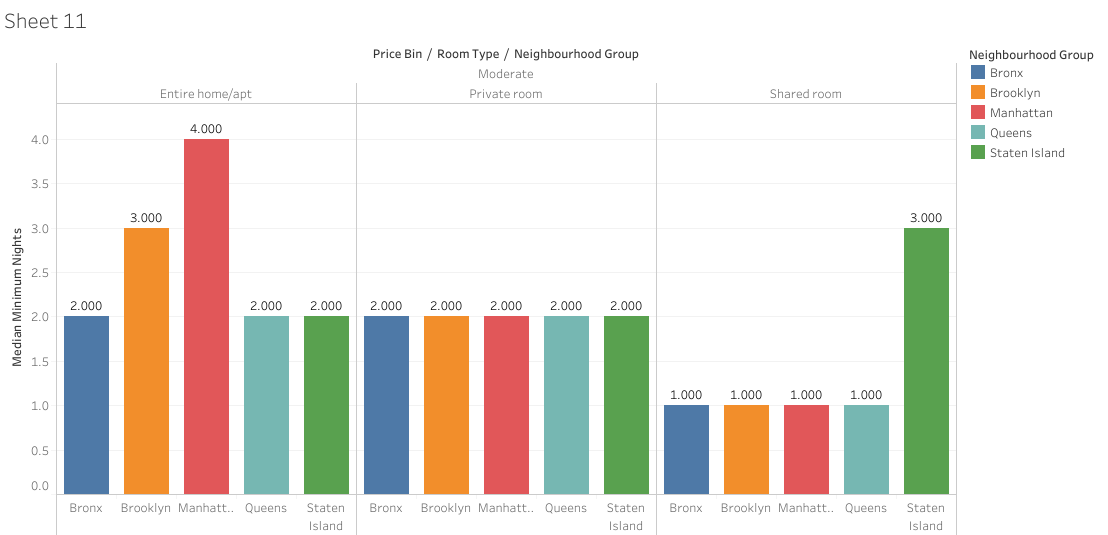 Sheet 11
Price Bin / Room Type / Neighbourhood Group
Moderate
Entire home/apt
Private room
Shared room
Neighbourhood Group
Bronx
Brooklyn
Manhattan
Queens
Staten Island
Median Minimum Nights
4.0
3.5
3.0
2.5
2.0
1.5
1.0
0.5
0.0
2.000
3.000
4.000
2.000
2.000
2.000
2.000
2.000
2.000
2.000
1.000
1.000
1.000
1.000
3.000
Bronx
Brooklyn
Manhatt..
Queens
Staten
Island
Bronx
Brooklyn
Manhatt..
Queens
Staten
Island
Bronx
Brooklyn
Manhatt..
Queens
Staten
Island